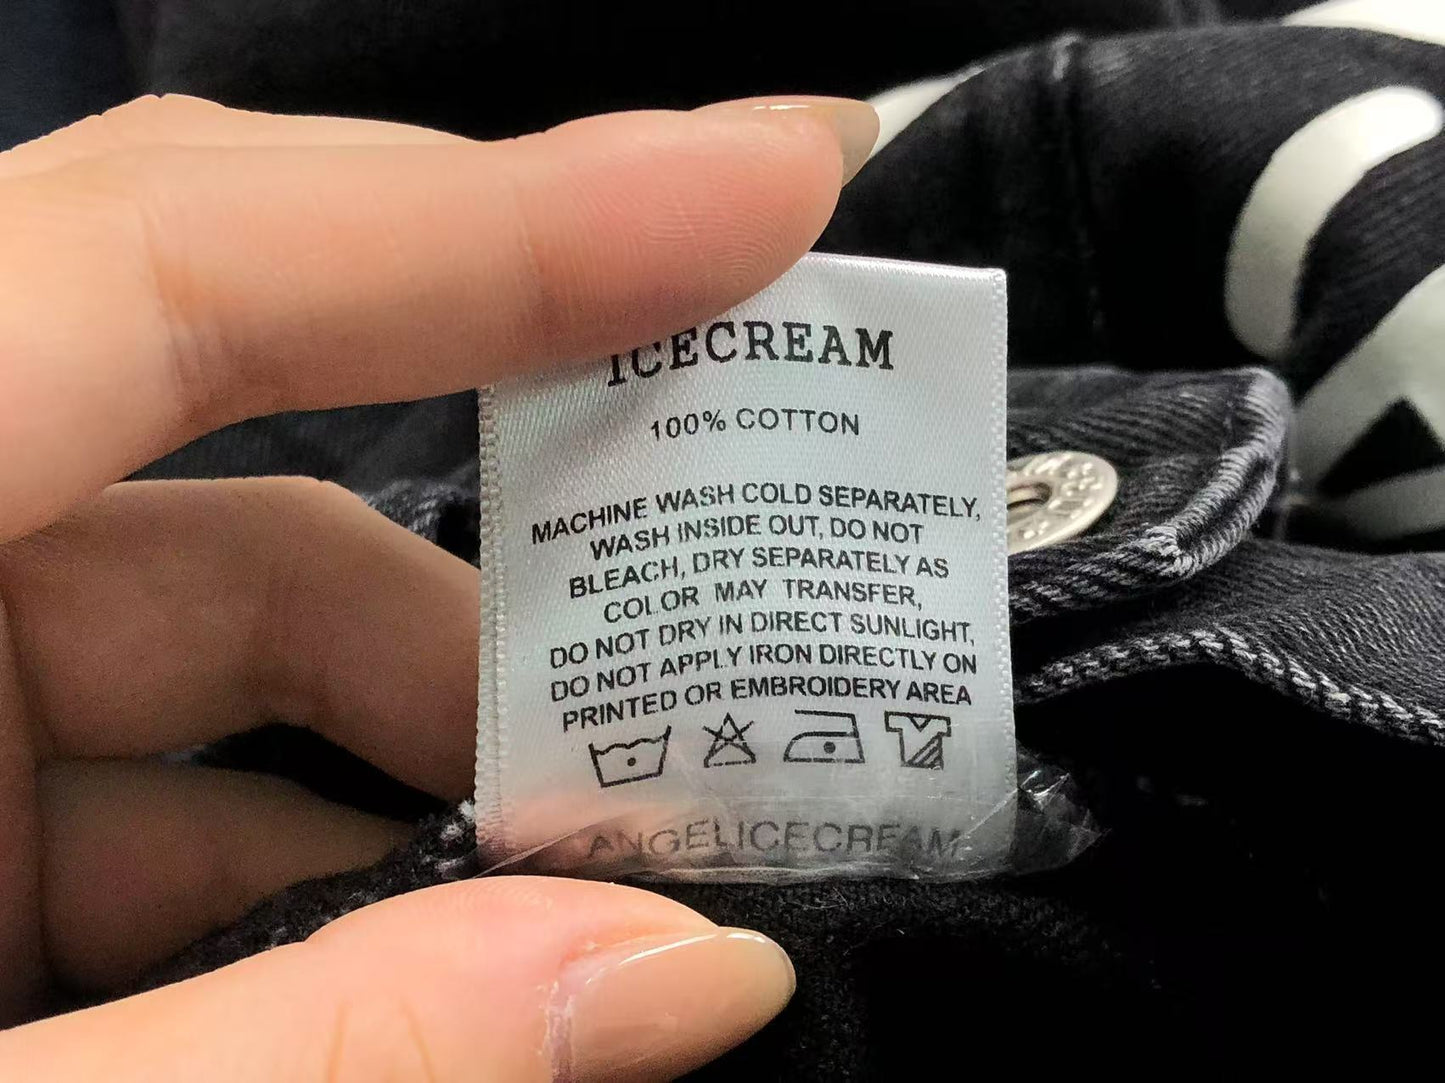 ICECREAM
100% COTTON
MACHINE WASH COLD SEPARATELY,
WASH INSIDE OUT, DO NOT
BLEACH, DRY SEPARATELY AS
COLOR MAY TRANSFER,
DO NOT DRY IN DIRECT SUNLIGHT,
DO NOT APPLY IRON DIRECTLY ON
PRINTED OR EMBROIDERY AREA
ANGELICECREAM